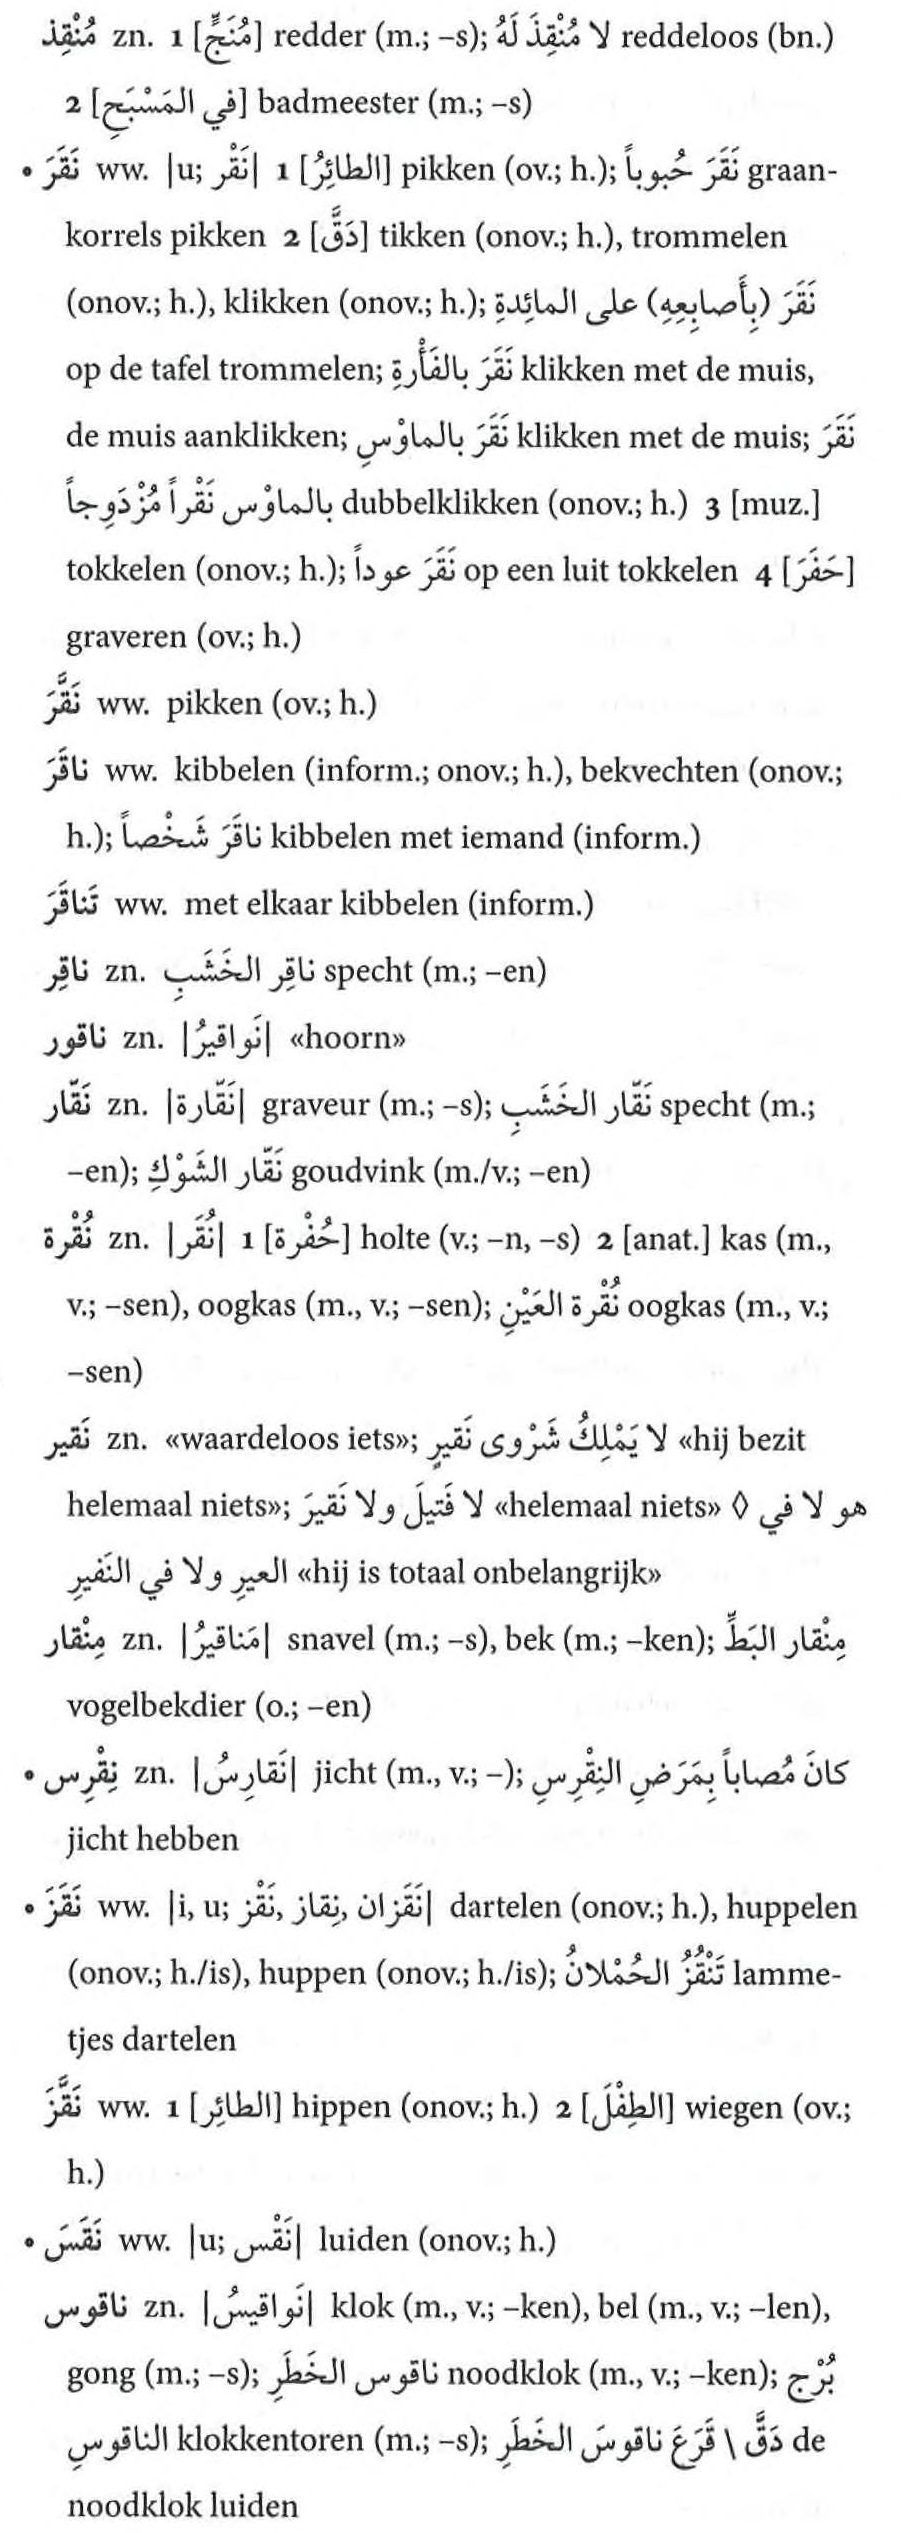 مُنْقِذ zn. 1 [مُنَجٍّ] redder (m.; –s); لا مُنْقِذَ لَهُ reddeloos (bn.)
2 [في المَسْبَحِ] badmeester (m.; –s)
• نَقَرَ ww. |u; نَقْر| 1 [الطائِرُ] pikken (ov.; h.); نَقَرَ حُبوباً graan-
korrels pikken 2 [دَقَّ] tikken (onov.; h.), trommelen
(onov.; h.), klikken (onov.; h.); نَقَرَ (بِأَصابِعِهِ) على المائِدةِ
op de tafel trommelen; نَقَرَ بالفَأْرةِ klikken met de muis,
de muis aanklikken; نَقَرَ بالماوْسِ klikken met de muis; نَقَرَ
بالماوْسِ نَقْراً مُزْدَوِجاً dubbelklikken (onov.; h.) 3 [muz.]
tokkelen (onov.; h.); نَقَرَ عوداً op een luit tokkelen 4 [حَفَرَ]
graveren (ov.; h.)
نَقَّرَ ww. pikken (ov.; h.)
ناقَرَ ww. kibbelen (inform.; onov.; h.), bekvechten (onov.;
h.); ناقَرَ شَخْصاً kibbelen met iemand (inform.)
تَناقَرَ ww. met elkaar kibbelen (inform.)
ناقِر zn. ناقِر الخَشَبِ specht (m.; –en)
ناقور zn. |نَواقيرُ| «hoorn»
نَقّار zn. |نَقّارة| graveur (m.; –s); نَقّار الخَشَبِ specht (m.;
–en); نَقّار الشَوْكِ goudvink (m./v.; –en)
نُقْرة zn. |نُقَر| 1 [حُفْرة] holte (v.; –n, –s) 2 [anat.] kas (m.,
v.; –sen), oogkas (m., v.; –sen); نُقْرة العَيْنِ oogkas (m., v.;
–sen)
نَقير zn. «waardeloos iets»; لا يَمْلِكُ شَرْوى نَقيرٍ «hij bezit
helemaal niets»; لا فَتيلَ ولا نَقيرَ «helemaal niets» ◊ هو لا في
العيرِ ولا في النَفيرِ «hij is totaal onbelangrijk»
مِنْقار zn. |مَناقيرُ| snavel (m.; –s), bek (m.; –ken); مِنْقار البَطِّ
vogelbekdier (o.; –en)
• نِقْرِس zn. |نَقارِسُ| jicht (m., v.; –); كانَ مُصاباً بِمَرَضِ النِقْرِسِ
jicht hebben
• نَقَزَ ww. |i, u; نَقْز, نِقاز, نَقَزان| dartelen (onov.; h.), huppelen
(onov.; h./is), huppen (onov.; h./is); تَنْقُزُ الحُمْلانُ lamme-
tjes dartelen
نَقَّزَ ww. 1 [الطائِر] hippen (onov.; h.) 2 [الطِفْلَ] wiegen (ov.;
h.)
• نَقَسَ ww. |u; نَقْس| luiden (onov.; h.)
ناقوس zn. |نَواقيسُ| klok (m., v.; –ken), bel (m., v.; –len),
gong (m.; –s); ناقوس الخَطَرِ noodklok (m., v.; –ken); بُرْج
الناقوسِ klokkentoren (m.; –s); دَقَّ \ قَرَعَ ناقوسَ الخَطَرِ de
noodklok luiden